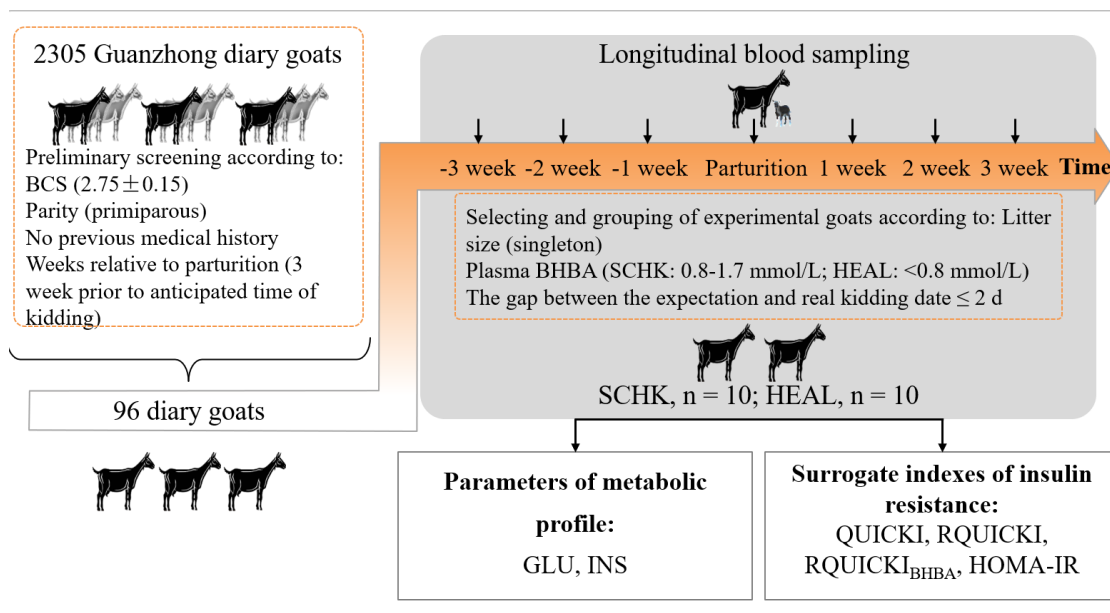 2305 Guanzhong diary goats
Preliminary screening according to:
BCS (2.75±0.15)
Parity (primiparous)
No previous medical history
Weeks relative to parturition (3
week prior to anticipated time of
kidding)
96 diary goats
Longitudinal blood sampling
-3 week -2 week -1 week Parturition 1 week 2 week 3 week Time
Selecting and grouping of experimental goats according to: Litter
size (singleton)
Plasma BHBA (SCHK: 0.8-1.7 mmol/L; HEAL: <0.8 mmol/L)
The gap between the expectation and real kidding date ≤ 2 d
SCHK, n = 10; HEAL, n = 10
Parameters of metabolic
profile:
GLU, INS
Surrogate indexes of insulin
resistance:
QUICKI, RQUICKI,
RQUICKI_BHBA, HOMA-IR